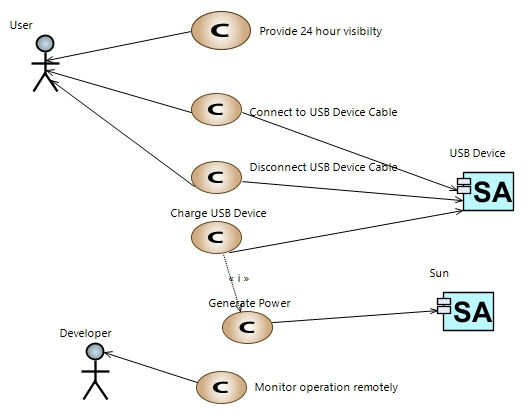 User
C
Provide 24 hour visibilty
C
Connect to USB Device Cable
USB Device
Disconnect USB Device Cable
C
SA
Charge USB Device
C
« i »
Sun
Generate Power
SA
C
Developer
C
Monitor operation remotely